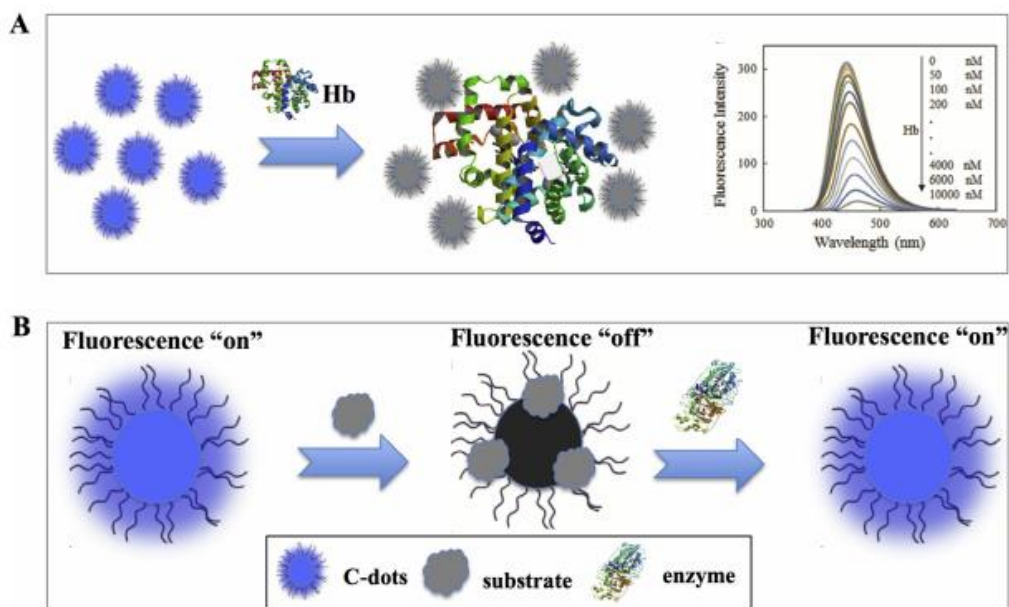 A
Hb
Fluorescence Intensity
300
200
100
0
300 400 500 600 700
Wavelength (nm)
Hb
0 nM
50 nM
100 nM
200 nM
.
.
.
4000 nM
6000 nM
10000 nM
B
Fluorescence “on”
Fluorescence “off”
Fluorescence “on”
C-dots
substrate
enzyme